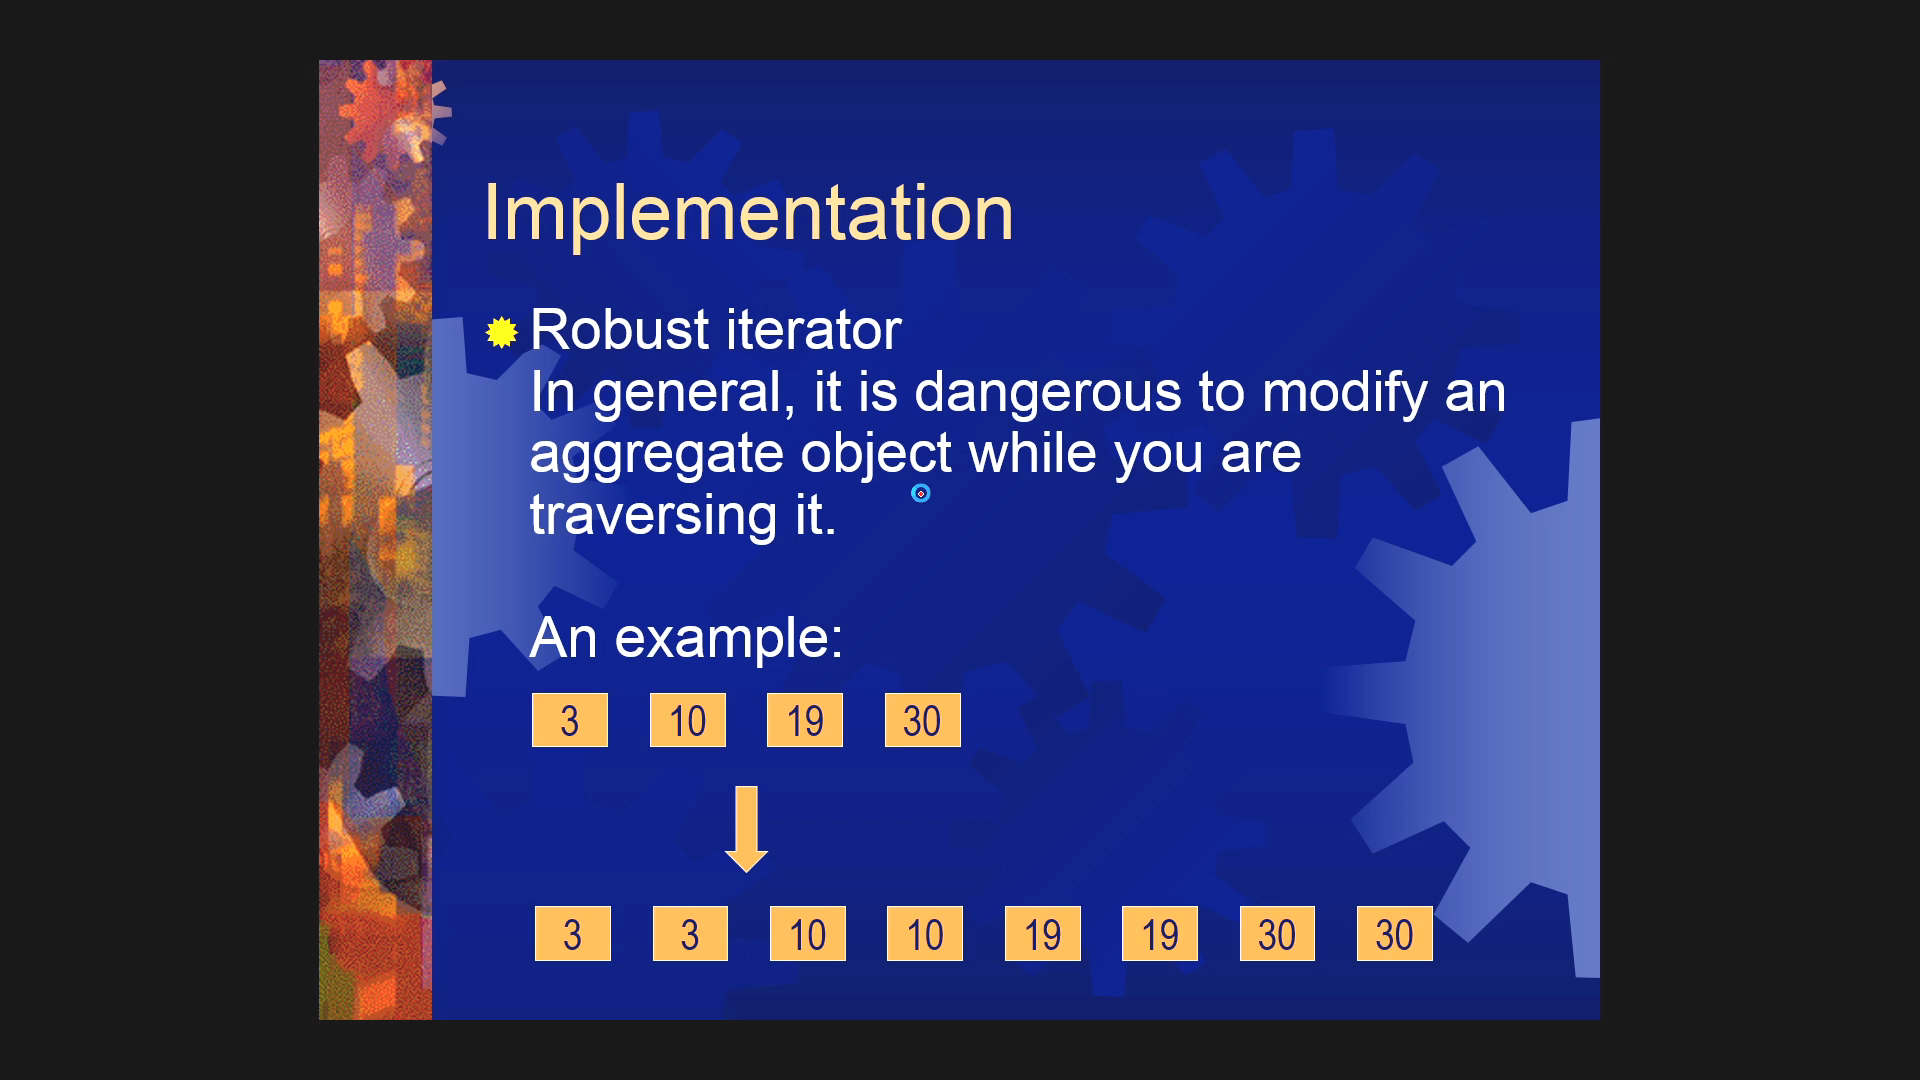 Implementation
Robust iterator
In general, it is dangerous to modify an
aggregate object while you are
traversing it.
An example:
3 10 19 30
3 3 10 10 19 19 30 30